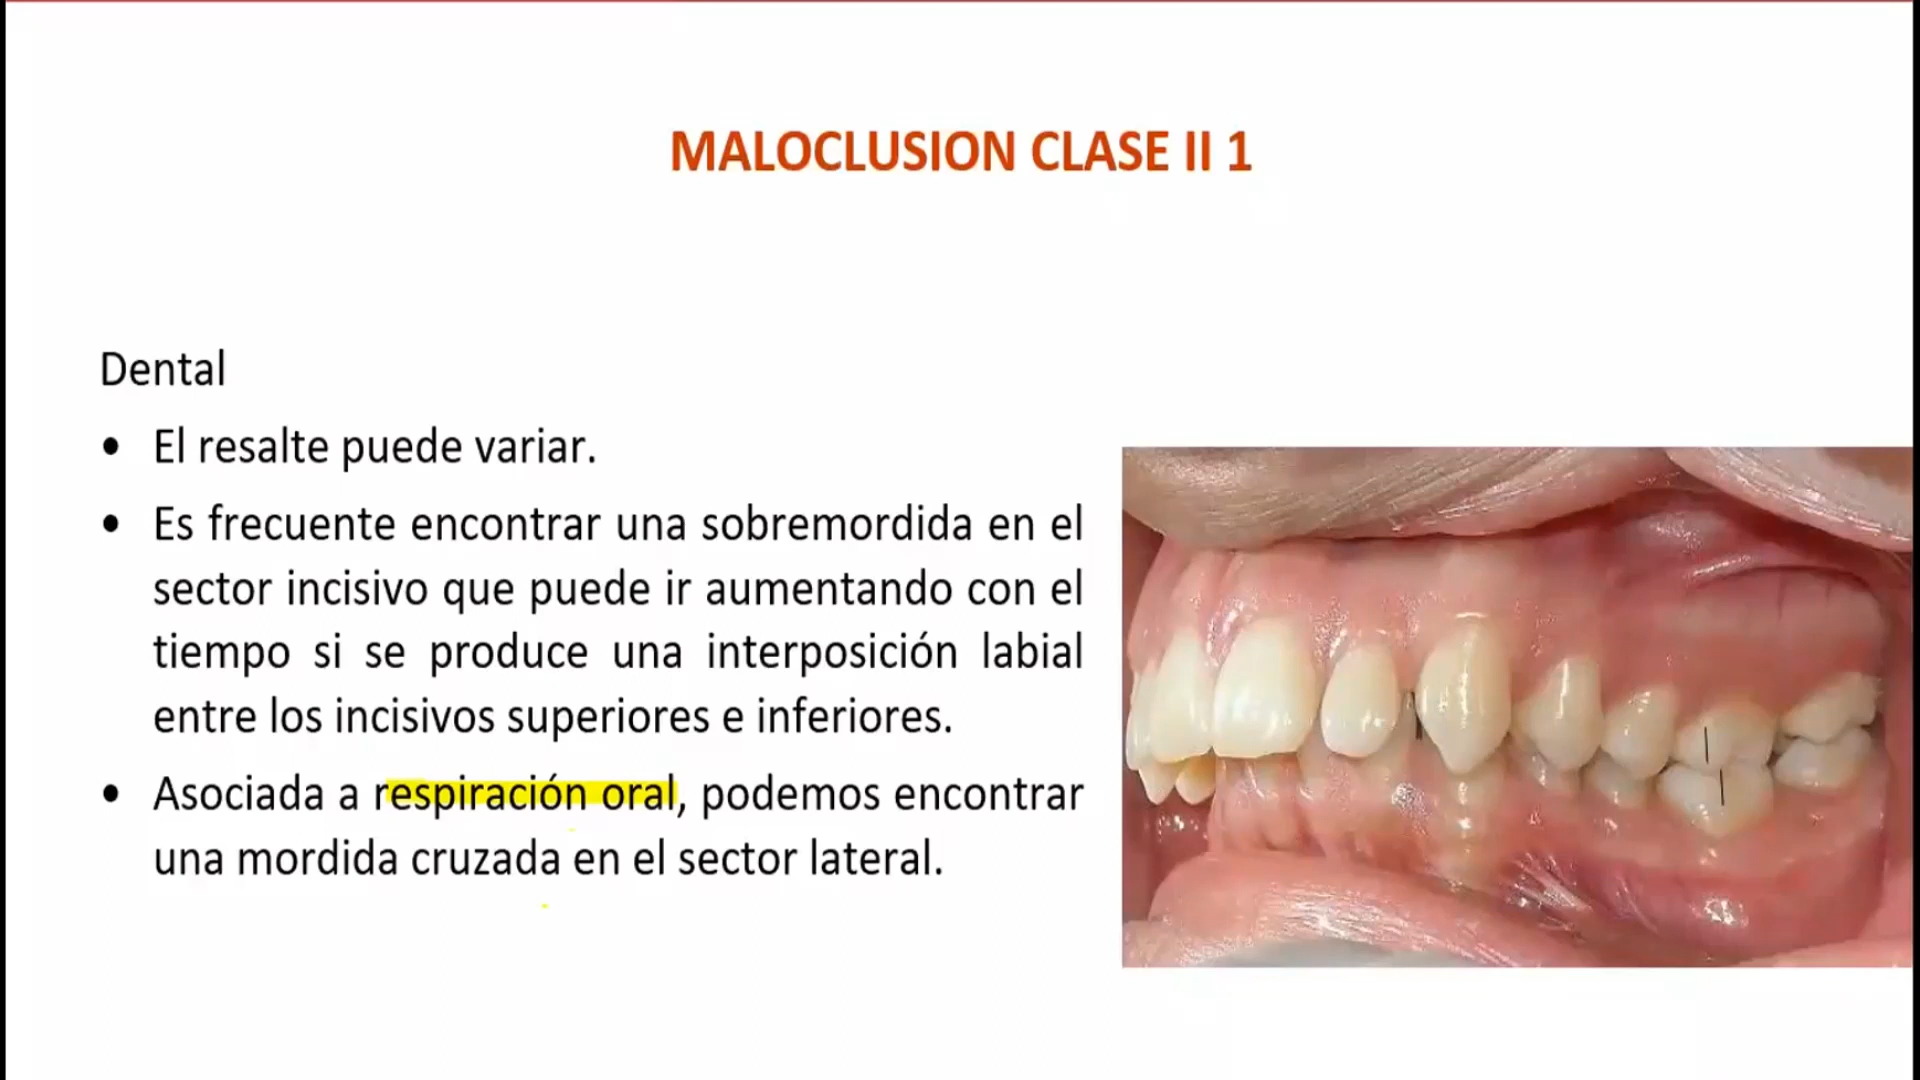 MALOCLUSION CLASE II 1
Dental
• El resalte puede variar.
• Es frecuente encontrar una sobremordida en el
sector incisivo que puede ir aumentando con el
tiempo si se produce una interposición labial
entre los incisivos superiores e inferiores.
• Asociada a respiración oral, podemos encontrar
una mordida cruzada en el sector lateral.